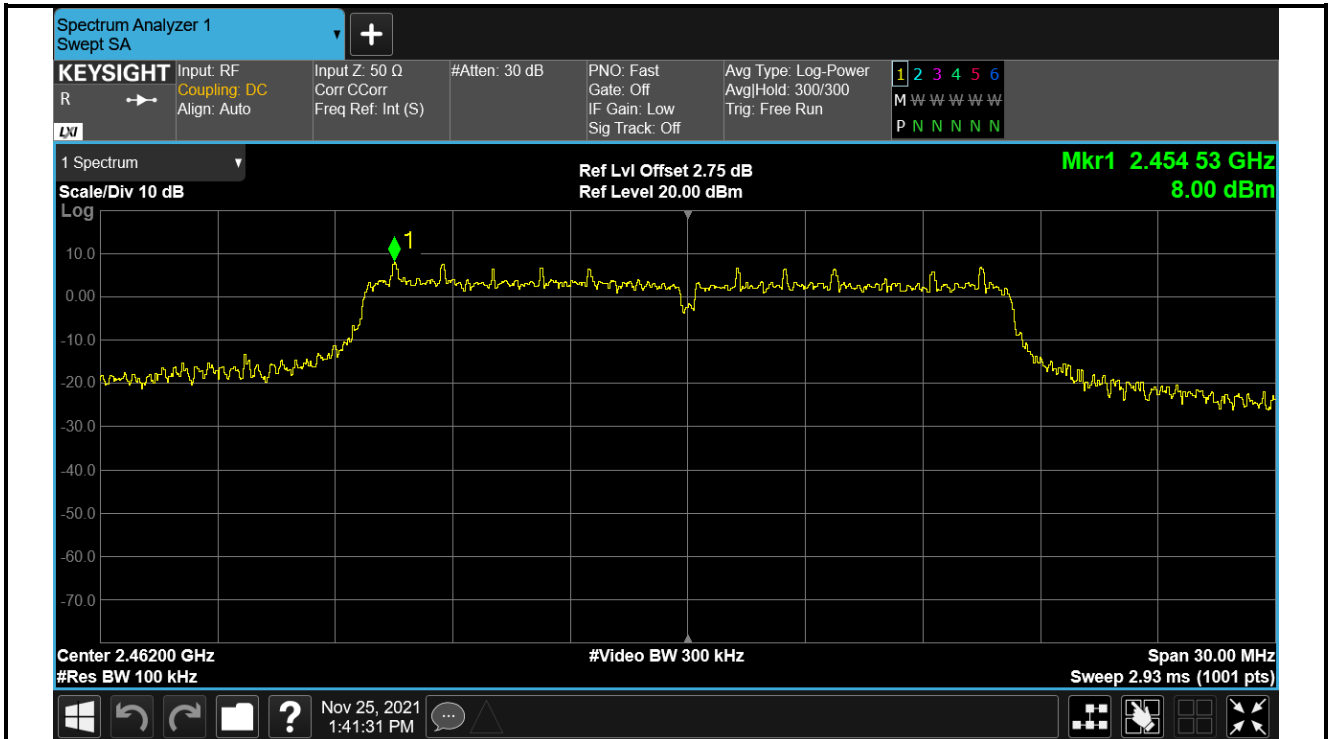 Spectrum Analyzer 1
Swept SA
KEYSIGHT
R
LXI
Input: RF
Coupling: DC
Align: Auto
Input Z: 50 Ω
Corr CCorr
Freq Ref: Int (S)
#Atten: 30 dB
PNO: Fast
Gate: Off
IF Gain: Low
Sig Track: Off
Avg Type: Log-Power
Avg|Hold: 300/300
Trig: Free Run
1 2 3 4 5 6
M W W W W W
P N N N N N
1 Spectrum
Scale/Div 10 dB
Log
Ref Lvl Offset 2.75 dB
Ref Level 20.00 dBm
Mkr1 2.454 53 GHz
8.00 dBm
1
10.0
0.00
-10.0
-20.0
-30.0
-40.0
-50.0
-60.0
-70.0
Center 2.46200 GHz
#Video BW 300 kHz
Span 30.00 MHz
#Res BW 100 kHz
Sweep 2.93 ms (1001 pts)
?
Nov 25, 2021
1:41:31 PM